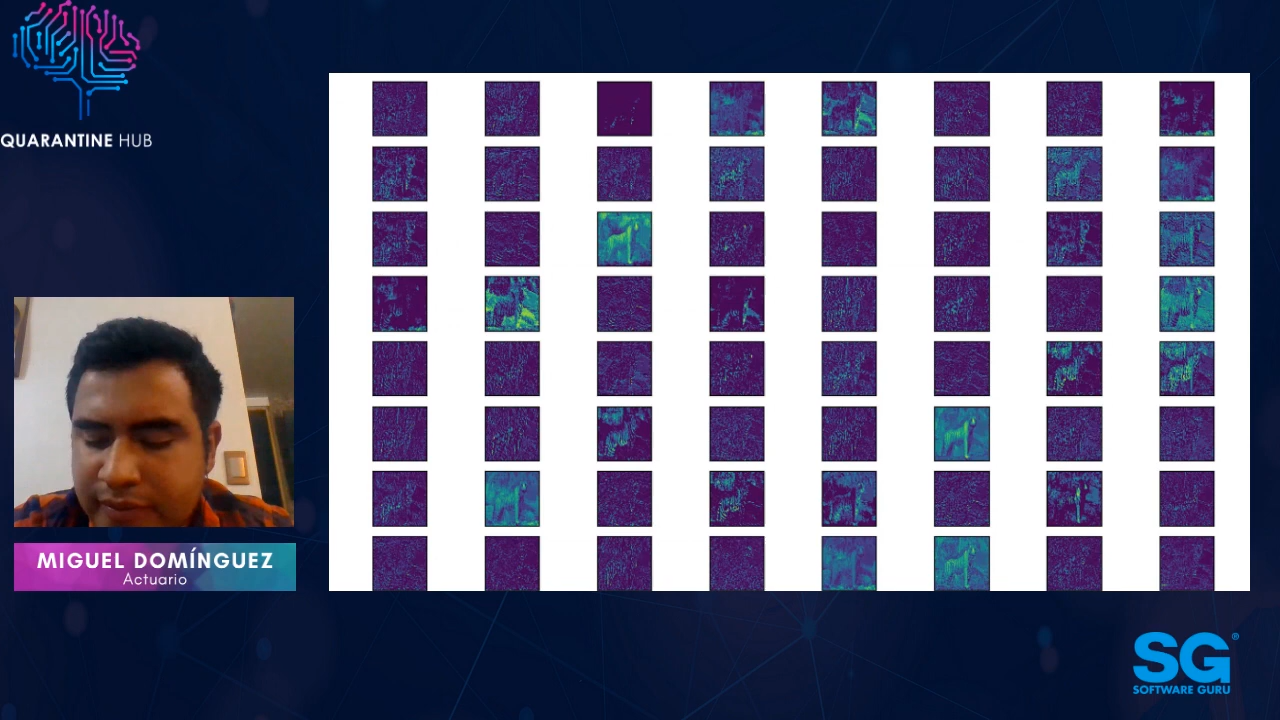 QUARANTINE HUB
MIGUEL DOMÍNGUEZ
Actuario
SG®
SOFTWARE GURU